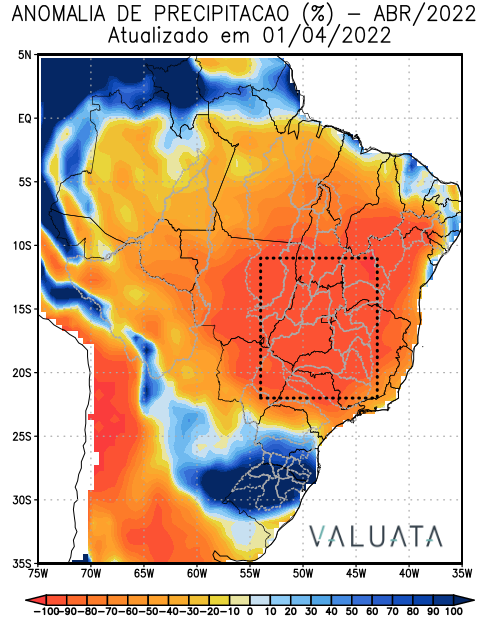 ANOMALIA DE PRECIPITACAO (%) – ABR/2022
Atualizado em 01/04/2022
5N
EQ
5S
10S
15S
20S
25S
30S
35S
VALUATA
75W 70W 65W 60W 55W 50W 45W 40W 35W
-100 -90 -80 -70 -60 -50 -40 -30 -20 -10 0 10 20 30 40 50 60 70 80 90 100